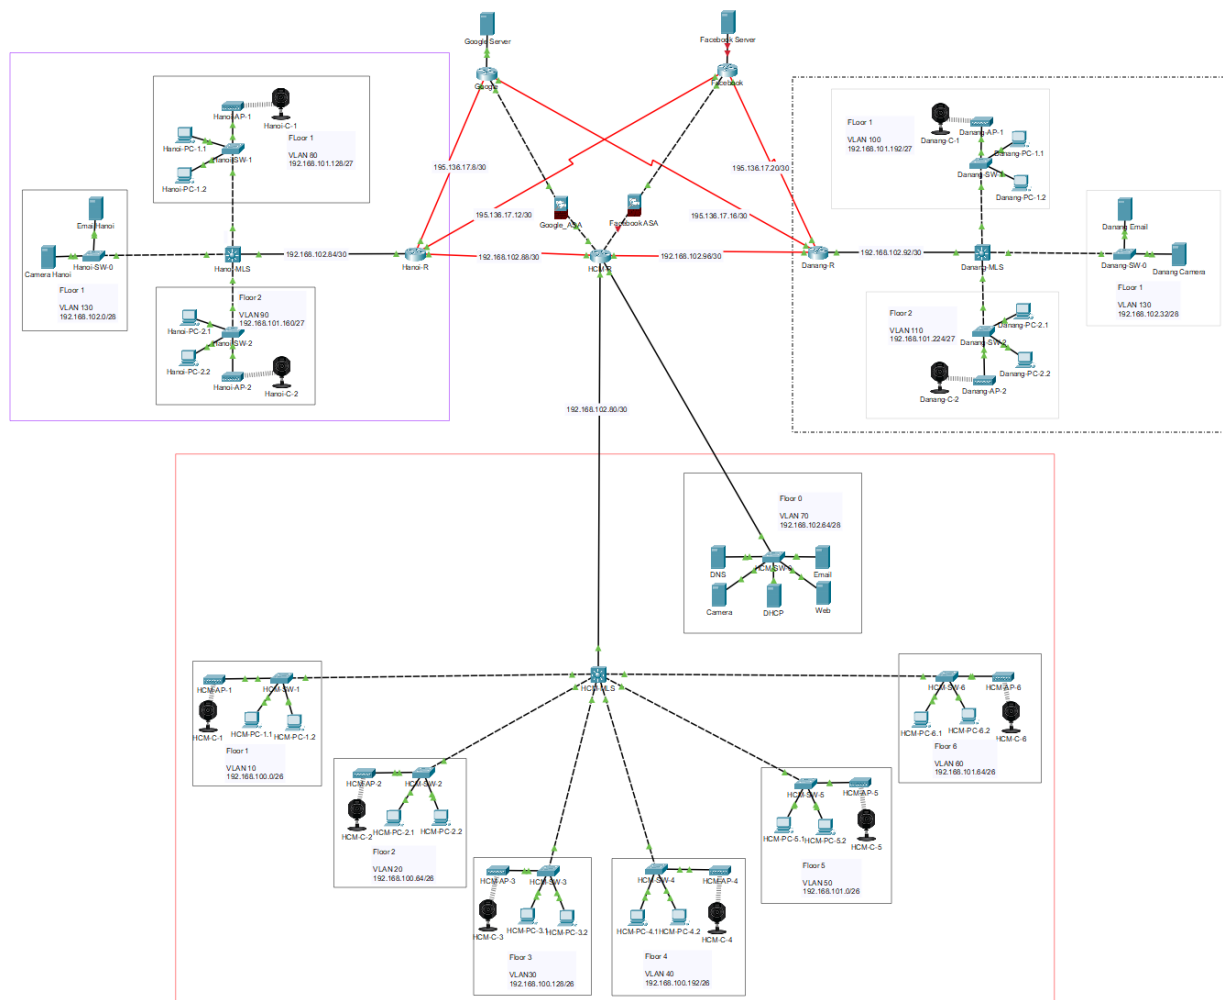 Google Server
Facebook Server
Google
Facebook
Hanoi-AP-1
Hanoi-C-1
FLoor 1
VLAN 80
192.168.101.128/27
Hanoi-PC-1.1
Hanoi-SW-1
Hanoi-PC-1.2
Email Hanoi
Camera Hanoi
Hanoi-SW-0
FLoor 1
VLAN 130
192.168.102.0/28
Hanoi-MLS
192.168.102.84/30
Hanoi-R
Floor 2
VLAN 90
192.168.101.160/27
Hanoi-PC-2.1
Hanoi-SW-2
Hanoi-PC-2.2
Hanoi-AP-2
Hanoi-C-2
195.136.17.8/30
195.136.17.12/30
195.136.17.20/30
195.136.17.16/30
Google_ASA
Facebook ASA
192.168.102.88/30
HCM-R
192.168.102.96/30
Danang-R
192.168.102.92/30
Danang-MLS
FLoor 1
VLAN 100
192.168.101.192/27
Danang-C-1
Danang-AP-1
Danang-PC-1.1
Danang-SW-1
Danang-PC-1.2
Danang Email
Danang-SW-0
Danang Camera
FLoor 1
VLAN 130
192.168.102.32/28
Floor 2
VLAN 110
192.168.101.224/27
Danang-PC-2.1
Danang-SW-2
Danang-PC-2.2
Danang-C-2
Danang-AP-2
192.168.102.80/30
Floor 0
VLAN 70
192.168.102.64/28
DNS
HCM-SW-0
Email
Camera
DHCP
Web
HCM-MLS
HCM-AP-1
HCM-SW-1
HCM-C-1
HCM-PC-1.1
HCM-PC-1.2
Floor 1
VLAN 10
192.168.100.0/26
HCM-AP-2
HCM-SW-2
HCM-C-2
HCM-PC-2.1
HCM-PC-2.2
Floor 2
VLAN 20
192.168.100.64/26
HCM-AP-3
HCM-SW-3
HCM-C-3
HCM-PC-3.1
HCM-PC-3.2
Floor 3
VLAN30
192.168.100.128/26
HCM-SW-4
HCM-AP-4
HCM-PC-4.1
HCM-PC-4.2
HCM-C-4
Floor 4
VLAN 40
192.168.100.192/26
HCM-SW-5
HCM-AP-5
HCM-PC-5.1
HCM-PC-5.2
HCM-C-5
Floor 5
VLAN 50
192.168.101.0/26
HCM-SW-6
HCM-AP-6
HCM-PC-6.1
HCM-PC-6.2
HCM-C-6
Floor 6
VLAN 60
192.168.101.64/26